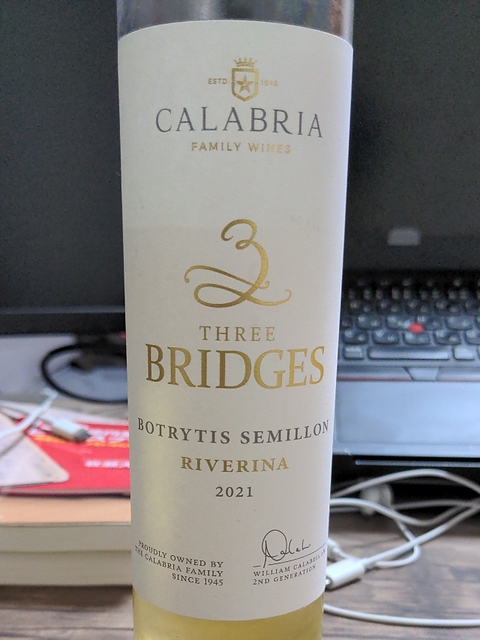 ESTD 1945
CALABRIA
FAMILY WINES
3
THREE
BRIDGES
BOTRYTIS SEMILLON
RIVERINA
2021
PROUDLY OWNED BY
THE CALABRIA FAMILY
SINCE 1945
WILLIAM CALABRIA
2ND GENERATION